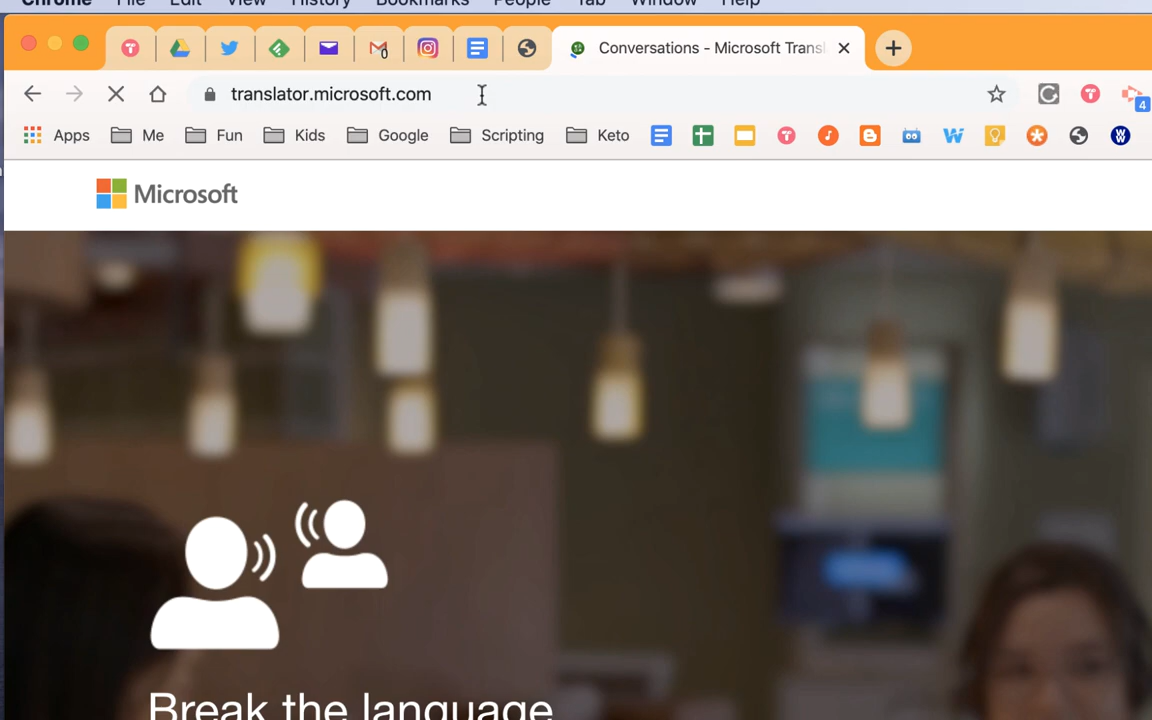 Chrome File Edit View History Bookmarks People Tab Window Help
Conversations - Microsoft Transl
translator.microsoft.com
4
Apps Me Fun Kids Google Scripting Keto
Microsoft
Break the language